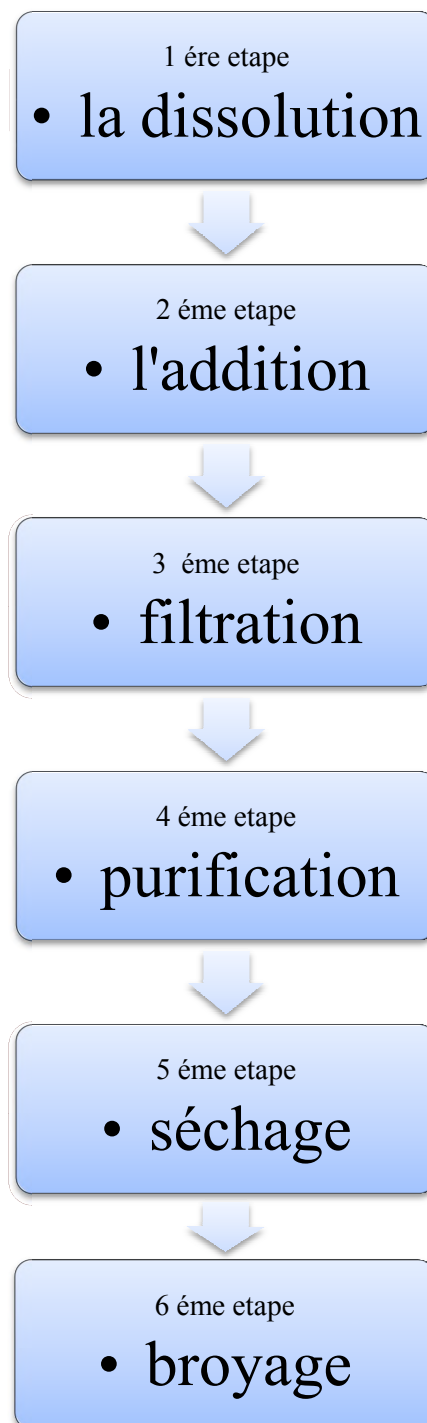 1 ére etape
• la dissolution
2 éme etape
• l'addition
3 éme etape
• filtration
4 éme etape
• purification
5 éme etape
• séchage
6 éme etape
• broyage